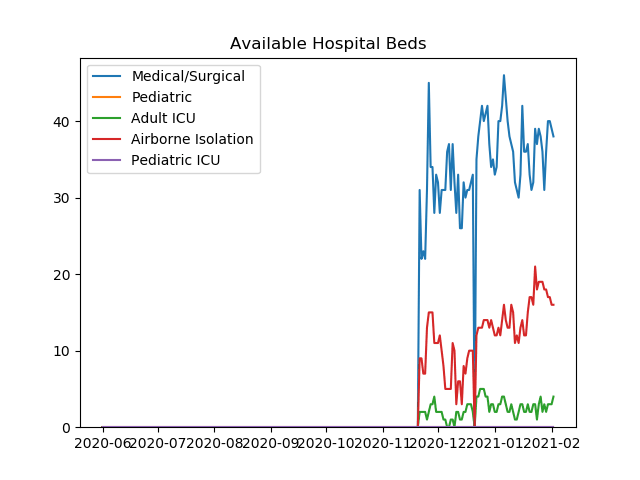 Available Hospital Beds
Medical/Surgical
Pediatric
Adult ICU
Airborne Isolation
Pediatric ICU
40
30
20
10
0
2020-06 2020-07 2020-08 2020-09 2020-10 2020-11 2020-12 2021-01 2021-02